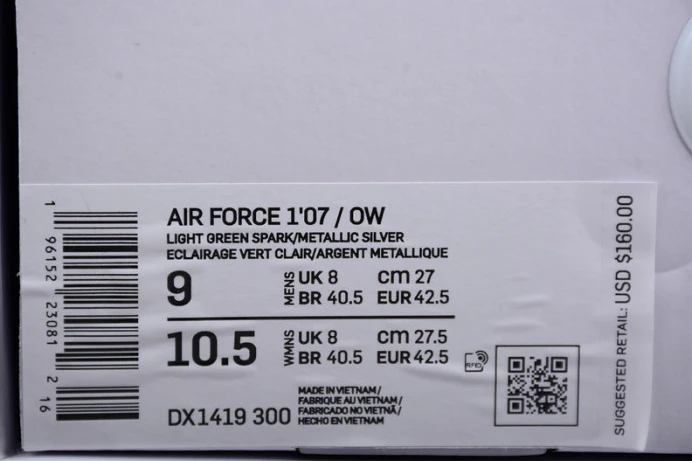 AIR FORCE 1'07 / OW
LIGHT GREEN SPARK/METALLIC SILVER
ECLAIRAGE VERT CLAIR/ARGENT METALLIQUE
9 MENS UK 8 CM 27
BR 40.5 EUR 42.5
10.5 WMNS UK 8 CM 27.5
BR 40.5 EUR 42.5
RFID
DX1419 300
MADE IN VIETNAM/
FABRIQUE AU VIETNAM/
FABRICADO NO VIETNÃ/
HECHO EN VIETNAM
1 96152 23081 2 16
SUGGESTED RETAIL: USD $160.00